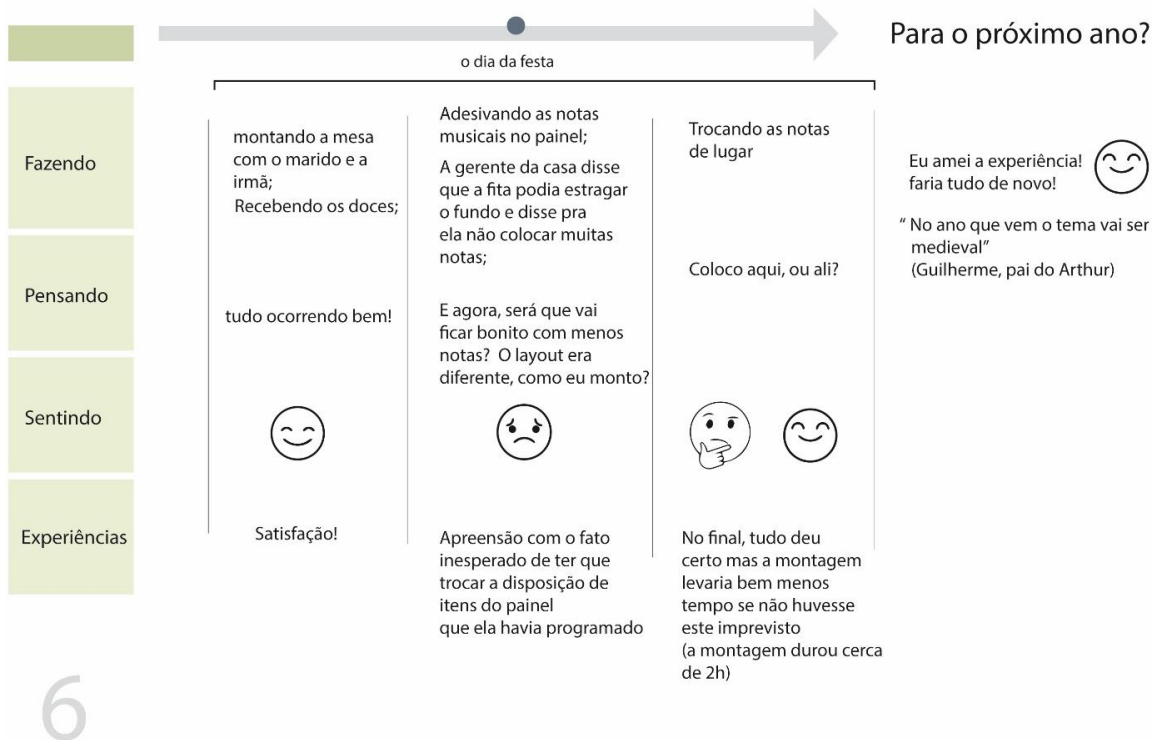 Para o próximo ano?
o dia da festa
Fazendo
montando a mesa
com o marido e a
irmã;
Recebendo os doces;
Adesivando as notas
musicais no painel;
A gerente da casa disse
que a fita podia estragar
o fundo e disse pra
ela não colocar muitas
notas;
Trocando as notas
de lugar
Eu amei a experiência!
faria tudo de novo!
“ No ano que vem o tema vai ser
medieval”
(Guilherme, pai do Arthur)
Pensando
tudo ocorrendo bem!
E agora, será que vai
ficar bonito com menos
notas? O layout era
diferente, como eu monto?
Coloco aqui, ou ali?
Sentindo
Experiências
Satisfação!
Apreensão com o fato
inesperado de ter que
trocar a disposição de
itens do painel
que ela havia programado
No final, tudo deu
certo mas a montagem
levaria bem menos
tempo se não huvesse
este imprevisto
(a montagem durou cerca
de 2h)
6